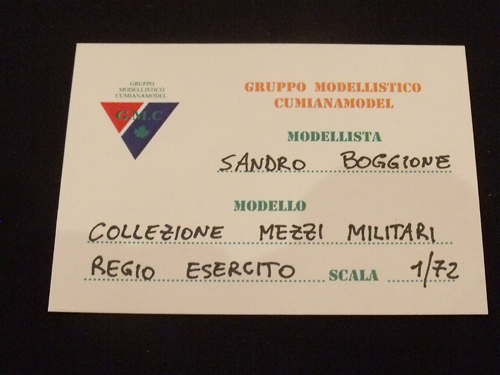 GRUPPO
MODELLISTICO
CUMIANAMODEL
G.M.C
GRUPPO MODELLISTICO
CUMIANAMODEL
MODELLISTA
SANDRO BOGGIONE
MODELLO
COLLEZIONE MEZZI MILITARI
REGIO ESERCITO SCALA 1/72